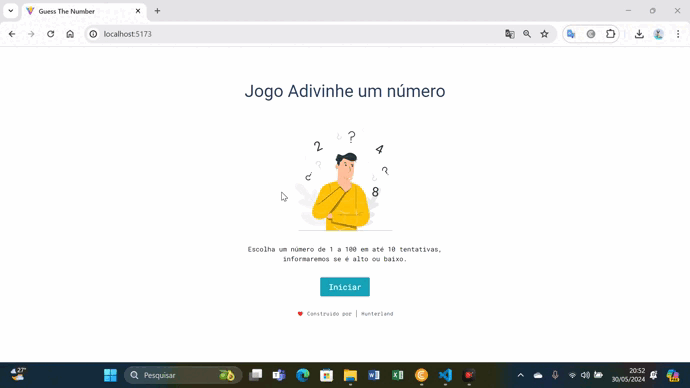 Guess The Number
localhost:5173
Jogo Adivinhe um número
2
?
4
?
?
8
Escolha um número de 1 a 100 em até 10 tentativas,
informaremos se é alto ou baixo.
Iniciar
Construido por | Hunterland
27°
Pesquisar
20:52
30/05/2024